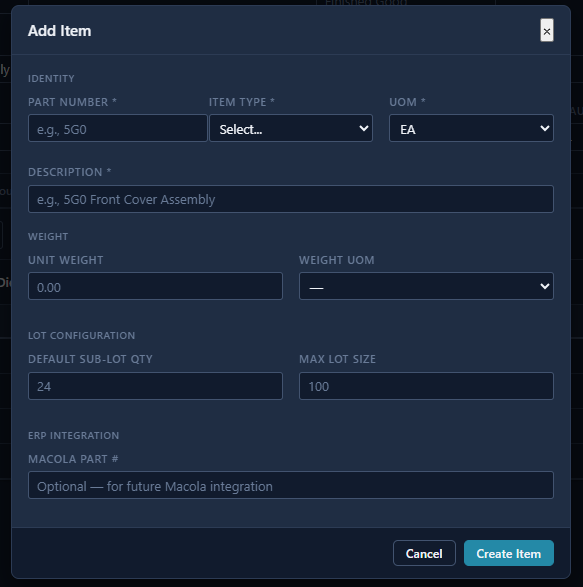 Finished Good
Add Item
×
IDENTITY
PART NUMBER * ITEM TYPE * UOM *
e.g., 5G0 Select... EA
DESCRIPTION *
e.g., 5G0 Front Cover Assembly
WEIGHT
UNIT WEIGHT WEIGHT UOM
0.00 —
LOT CONFIGURATION
DEFAULT SUB-LOT QTY MAX LOT SIZE
24 100
ERP INTEGRATION
MACOLA PART #
Optional — for future Macola integration
Cancel Create Item